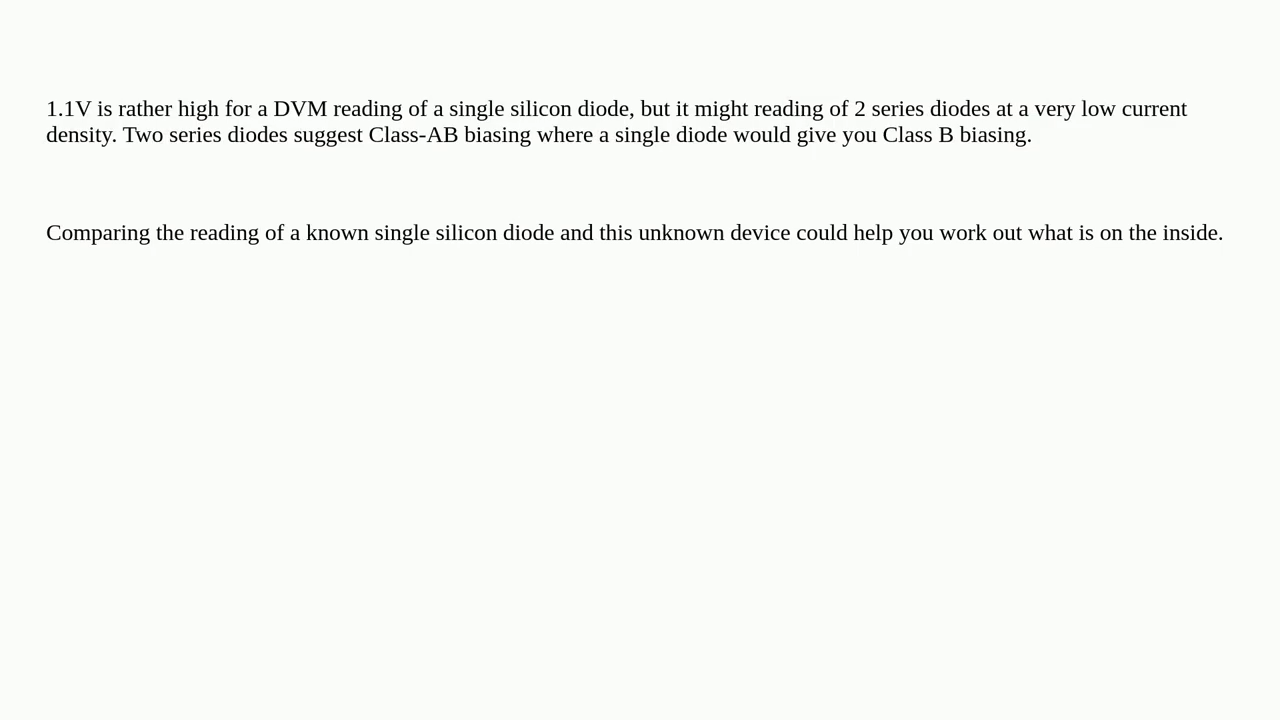 1.1V is rather high for a DVM reading of a single silicon diode, but it might reading of 2 series diodes at a very low current
density. Two series diodes suggest Class-AB biasing where a single diode would give you Class B biasing.
Comparing the reading of a known single silicon diode and this unknown device could help you work out what is on the inside.